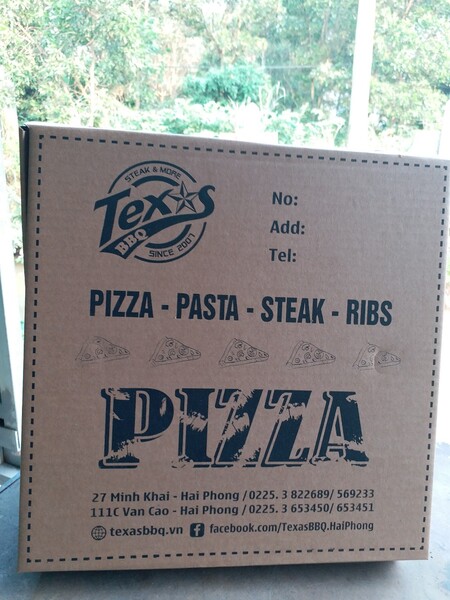 STEAK & MORE
Texas
BBQ
SINCE 2007
No:
Add:
Tel:
PIZZA - PASTA - STEAK - RIBS
PIZZA
27 Minh Khai - Hai Phong / 0225. 3 822689/ 569233
111C Van Cao - Hai Phong / 0225. 3 653450/ 653451
texasbbq.vn f facebook.com/TexasBBQ.HaiPhong